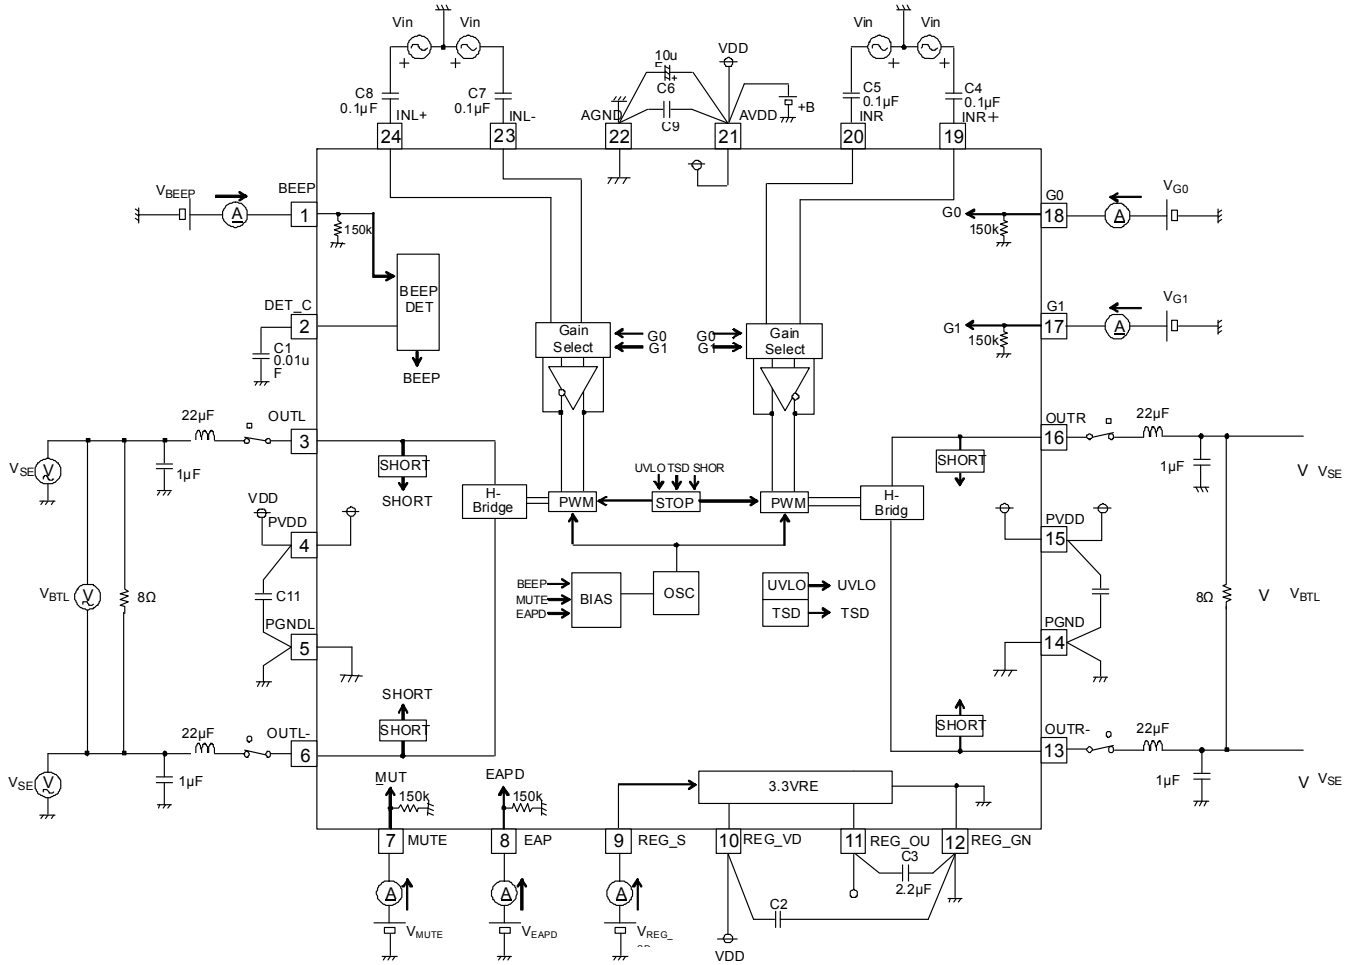 Vin
Vin
Vin
Vin
+
+
+
+
10u
F
+
VDD
C8
0.1µF
C7
0.1µF
C6
C9
+B
C5
0.1µF
C4
0.1µF
INL+
INL-
AGND
AVDD
INR
INR+
24
23
22
21
20
19
VBEEP
A
BEEP
1
150k
BEEP
DET
BEEP
DET_C
2
C1
0.01u
F
G0
18
G0
150k
A
VG0
G1
17
G1
150k
A
VG1
Gain
Select
G0
G1
G0
G1
Gain
Select
22µF
OUTL
3
VSE
V
1µF
SHORT
SHORT
H-
Bridge
PWM
UVLO TSD SHOR
STOP
PWM
H-
Bridg
SHORT
OUTR
16
22µF
1µF
V VSE
VDD
PVDD
4
C11
PGNDL
5
VBTL
V
8Ω
BEEP
MUTE
EAPD
BIAS
OSC
UVLO
UVLO
TSD
TSD
PVDD
15
PGND
14
8Ω
V VBTL
22µF
OUTL-
6
VSE
V
1µF
SHORT
SHORT
SHORT
OUTR-
13
22µF
1µF
V VSE
MUT
150k
EAPD
150k
3.3VRE
7
MUTE
8
EAP
9
REG_S
10
REG_VD
11
REG_OU
12
REG_GN
C3
2.2µF
C2
A
A
A
VMUTE
VEAPD
VREG_
VDD